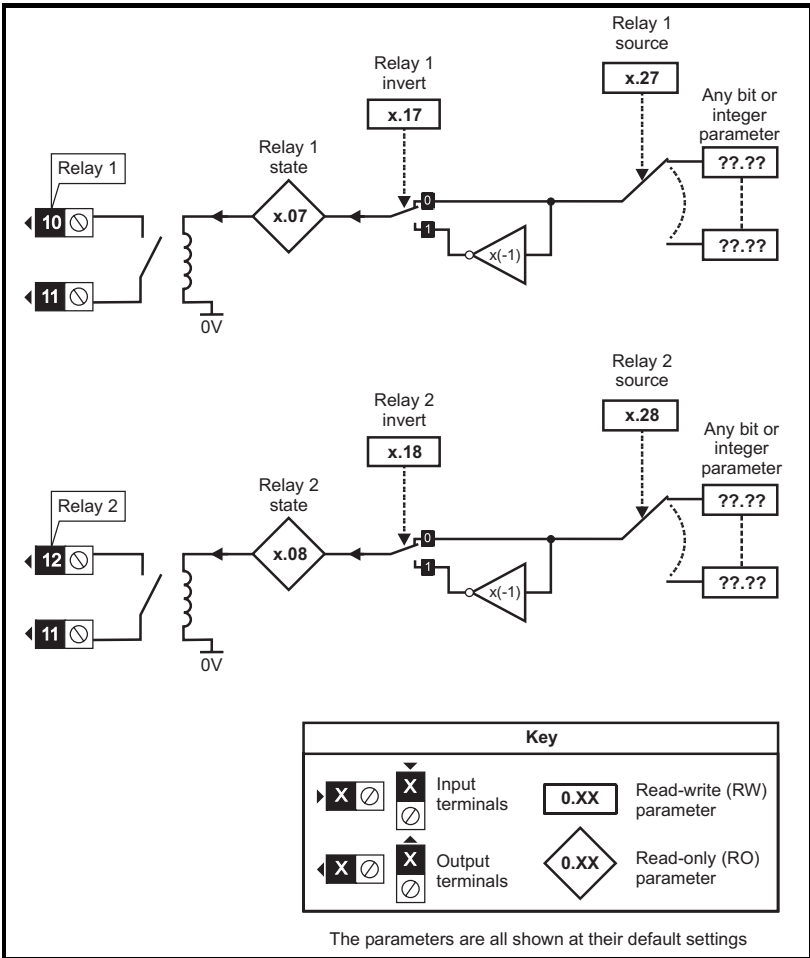 Relay 1
source
x.27
Relay 1
invert
x.17
Any bit or
integer
parameter
??.??
??.??
Relay 1
state
x.07
Relay 1
10
11
0
1
x(-1)
0V
Relay 2
source
x.28
Relay 2
invert
x.18
Any bit or
integer
parameter
??.??
??.??
Relay 2
state
x.08
Relay 2
12
11
0
1
x(-1)
0V
Key
X
X
Input
terminals
0.XX
Read-write (RW)
parameter
X
X
Output
terminals
0.XX
Read-only (RO)
parameter
The parameters are all shown at their default settings